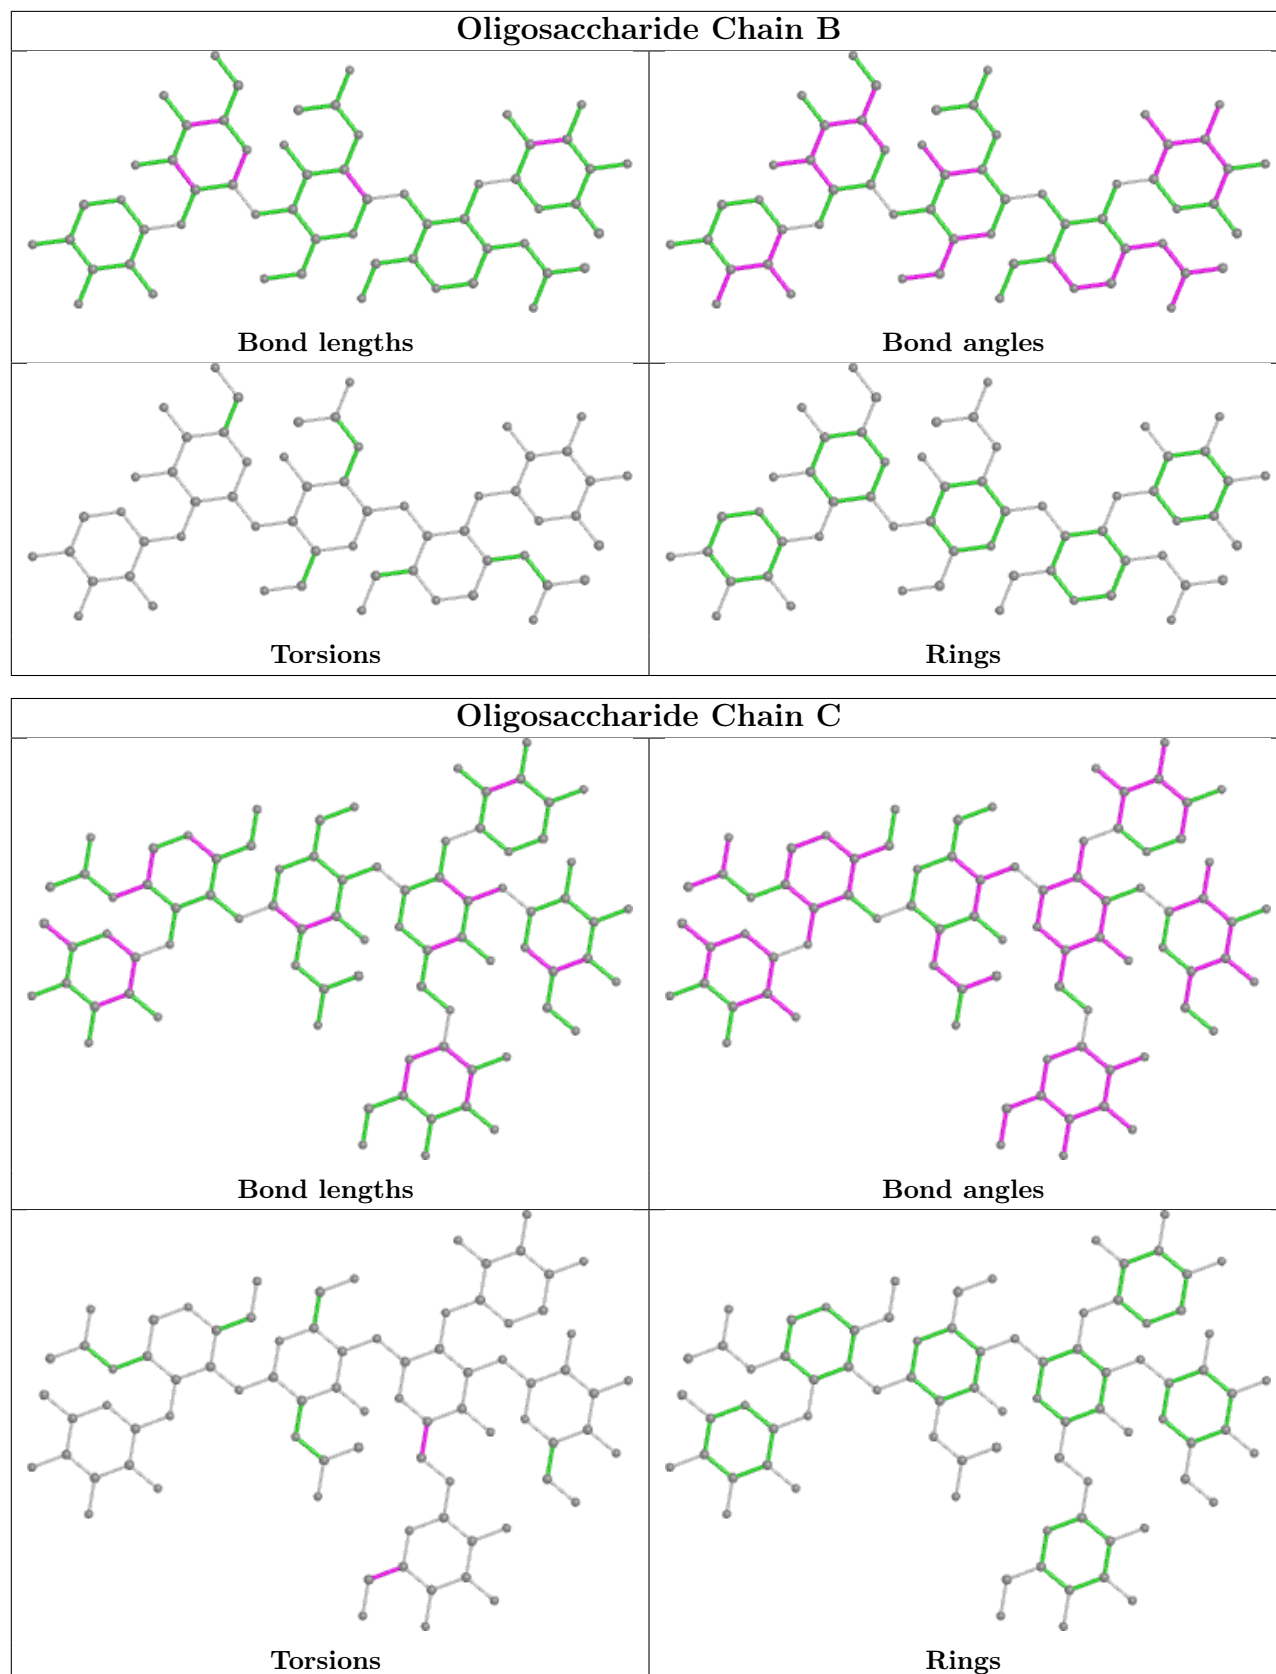 Oligosaccharide Chain B
Bond lengths
Bond angles
Torsions
Rings
Oligosaccharide Chain C
Bond lengths
Bond angles
Torsions
Rings